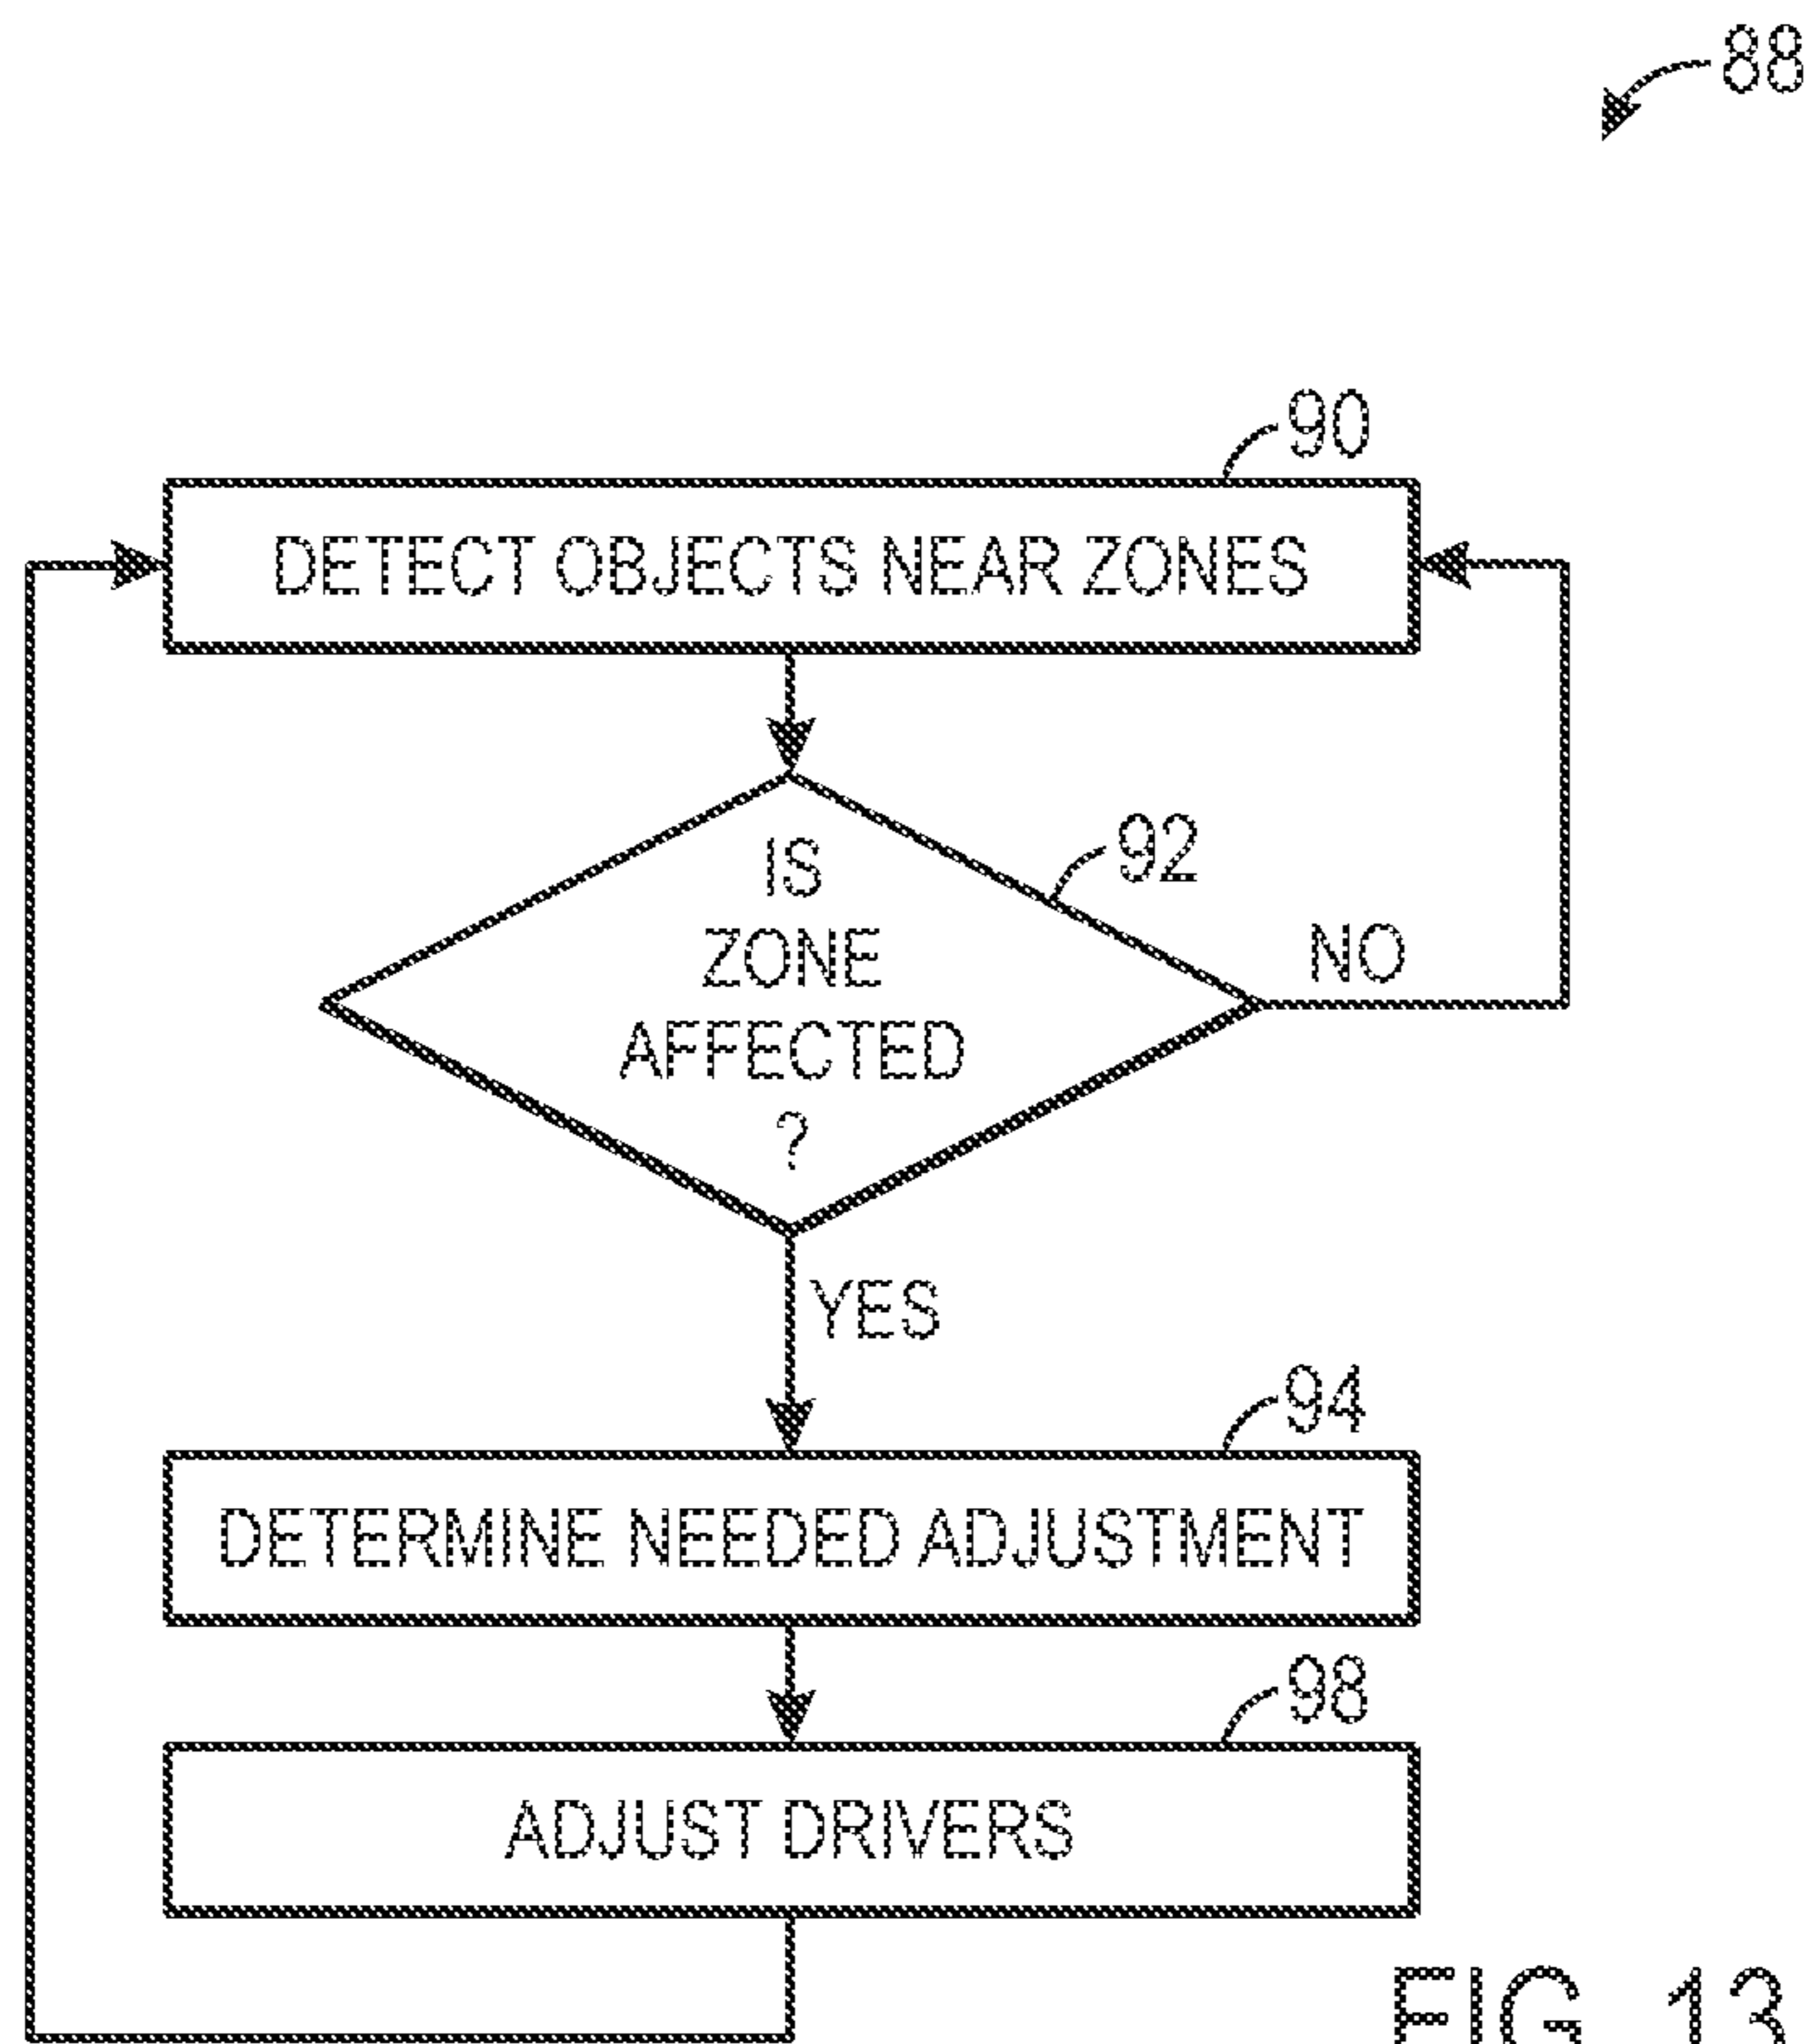 88
90
DETECT OBJECTS NEAR ZONES
92
IS
ZONE
AFFECTED
?
NO
YES
94
DETERMINE NEEDED ADJUSTMENT
98
ADJUST DRIVERS
FIG. 13